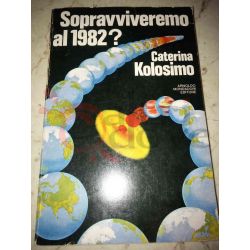 Sopravviveremo
al 1982?
Caterina
Kolosimo
ARNOLDO
MONDADORI
EDITORE